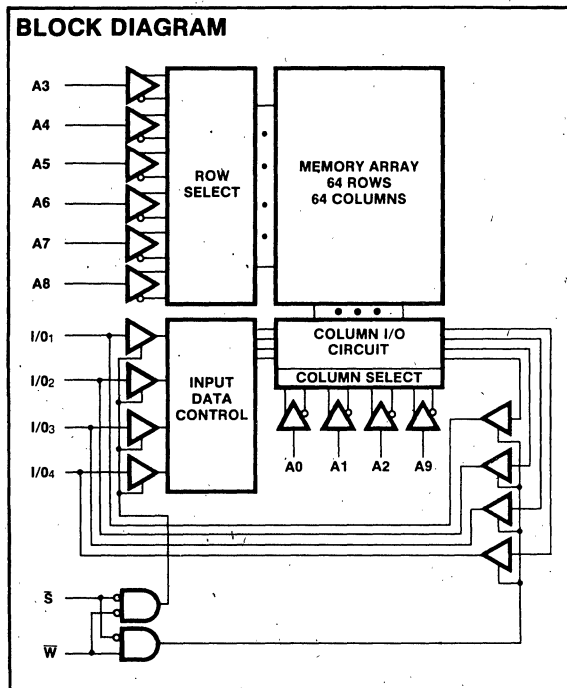 BLOCK DIAGRAM
A3
A4
A5
A6
A7
A8
ROW
SELECT
MEMORY ARRAY
64 ROWS
64 COLUMNS
I/O1
I/O2
I/O3
I/O4
INPUT
DATA
CONTROL
COLUMN I/O
CIRCUIT
COLUMN SELECT
A0 A1 A2 A9
S̅
W̅